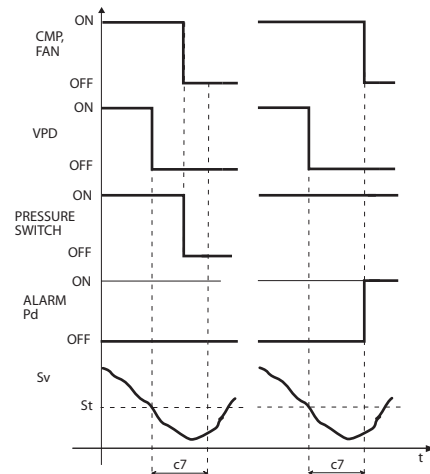 ON
CMP,
FAN
OFF
ON
VPD
OFF
ON
PRESSURE
SWITCH
OFF
ON
ALARM
Pd
OFF
Sv
St
t
c7 c7